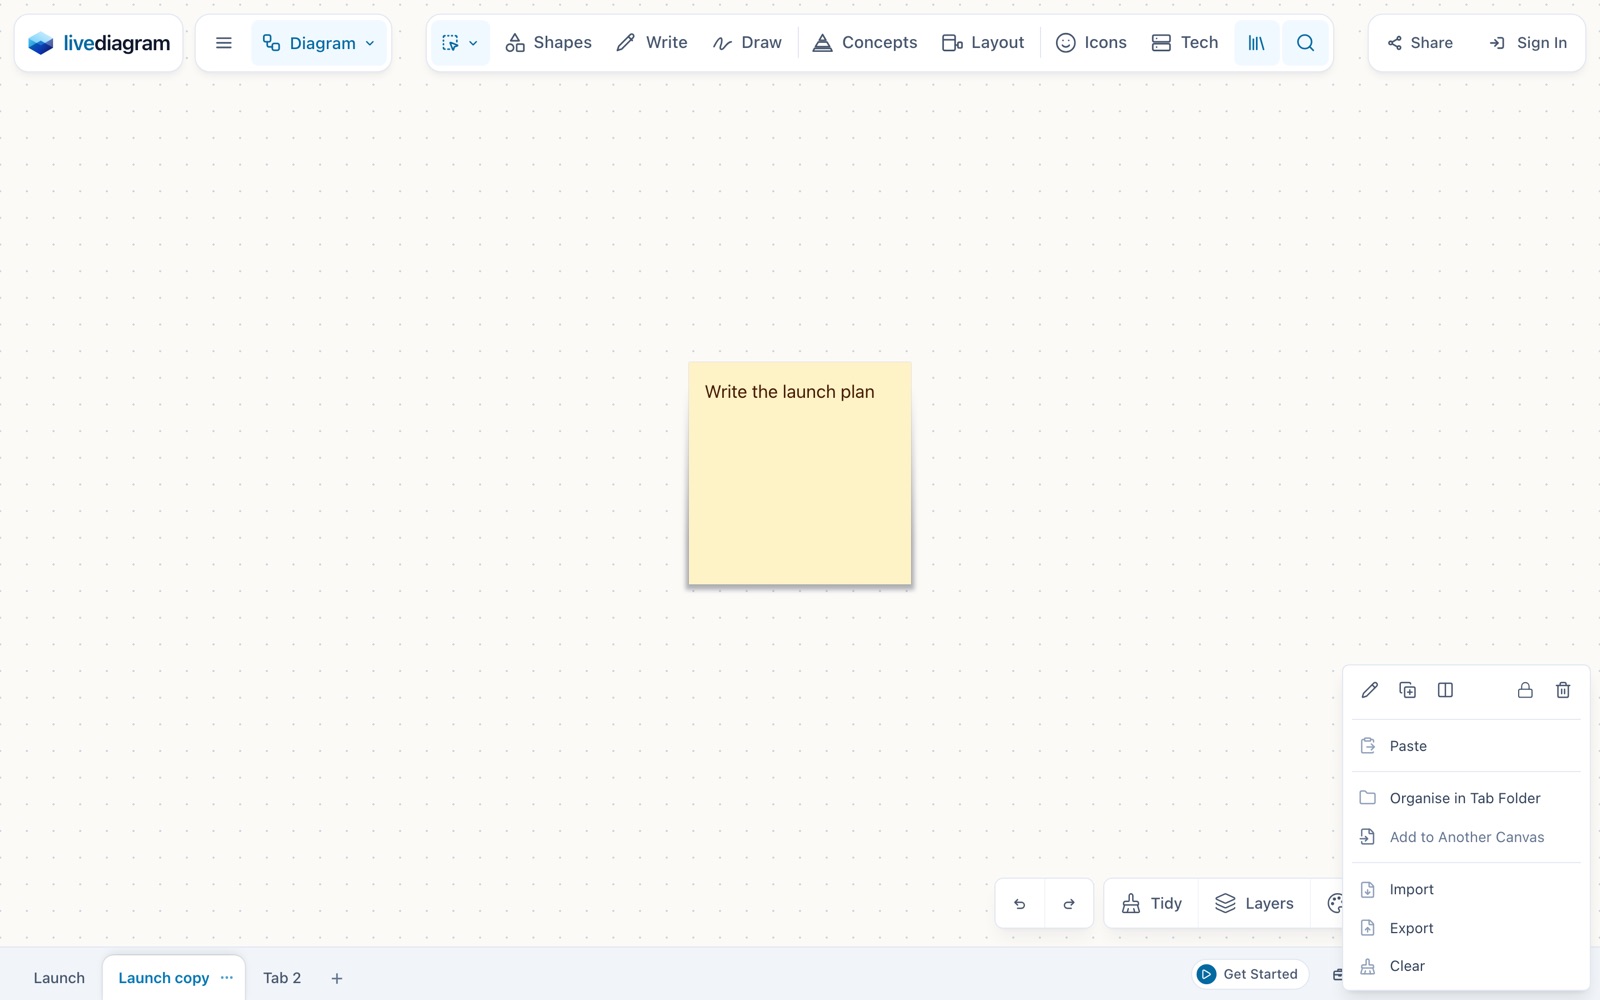 livediagram
Diagram
Shapes
Write
Draw
Concepts
Layout
Icons
Tech
Share
Sign In
Write the launch plan
Paste
Organise in Tab Folder
Add to Another Canvas
Import
Export
Clear
Tidy
Layers
Launch
Launch copy
Tab 2
Get Started